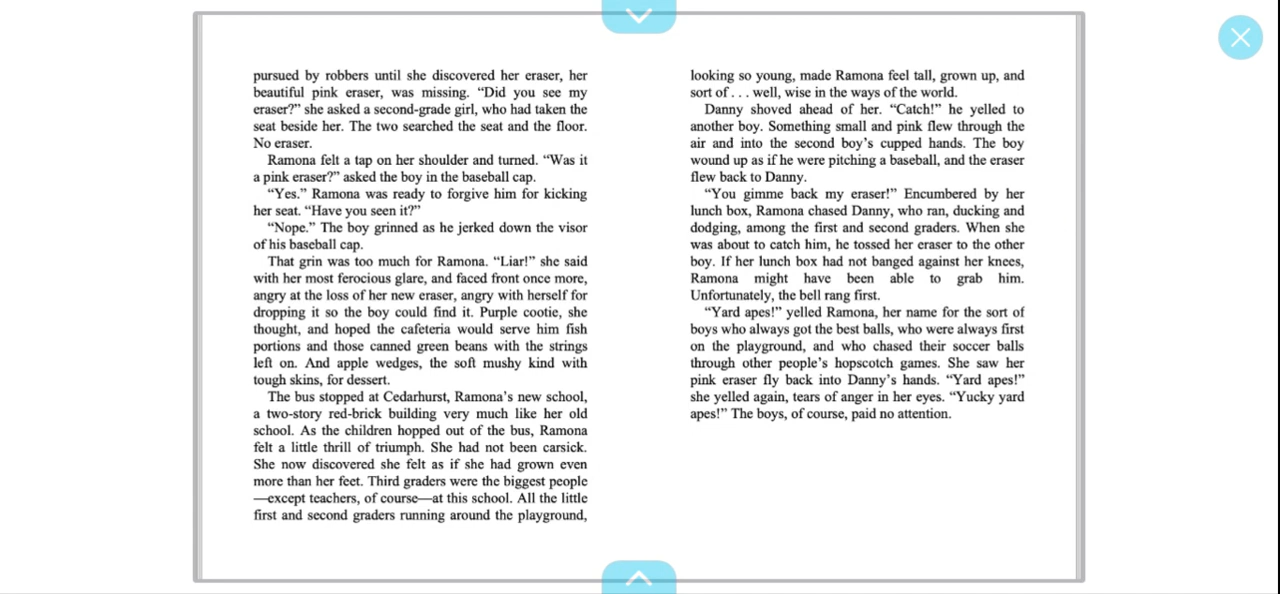 pursued by robbers until she discovered her eraser, her
beautiful pink eraser, was missing. “Did you see my
eraser?” she asked a second-grade girl, who had taken the
seat beside her. The two searched the seat and the floor.
No eraser.
Ramona felt a tap on her shoulder and turned. “Was it
a pink eraser?” asked the boy in the baseball cap.
“Yes.” Ramona was ready to forgive him for kicking
her seat. “Have you seen it?”
“Nope.” The boy grinned as he jerked down the visor
of his baseball cap.
That grin was too much for Ramona. “Liar!” she said
with her most ferocious glare, and faced front once more,
angry at the loss of her new eraser, angry with herself for
dropping it so the boy could find it. Purple cootie, she
thought, and hoped the cafeteria would serve him fish
portions and those canned green beans with the strings
left on. And apple wedges, the soft mushy kind with
tough skins, for dessert.
The bus stopped at Cedarhurst, Ramona’s new school,
a two-story red-brick building very much like her old
school. As the children hopped out of the bus, Ramona
felt a little thrill of triumph. She had not been carsick.
She now discovered she felt as if she had grown even
more than her feet. Third graders were the biggest people
—except teachers, of course—at this school. All the little
first and second graders running around the playground,
looking so young, made Ramona feel tall, grown up, and
sort of . . . well, wise in the ways of the world.
Danny shoved ahead of her. “Catch!” he yelled to
another boy. Something small and pink flew through the
air and into the second boy’s cupped hands. The boy
wound up as if he were pitching a baseball, and the eraser
flew back to Danny.
“You gimme back my eraser!” Encumbered by her
lunch box, Ramona chased Danny, who ran, ducking and
dodging, among the first and second graders. When she
was about to catch him, he tossed her eraser to the other
boy. If her lunch box had not banged against her knees,
Ramona might have been able to grab him.
Unfortunately, the bell rang first.
“Yard apes!” yelled Ramona, her name for the sort of
boys who always got the best balls, who were always first
on the playground, and who chased their soccer balls
through other people’s hopscotch games. She saw her
pink eraser fly back into Danny’s hands. “Yard apes!”
she yelled again, tears of anger in her eyes. “Yucky yard
apes!” The boys, of course, paid no attention.